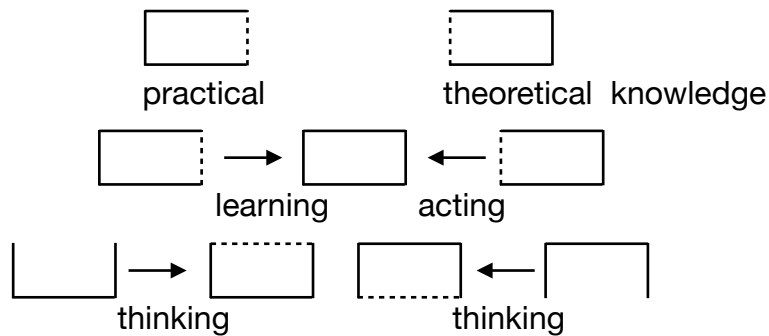 practical theoretical knowledge
learning acting
thinking thinking